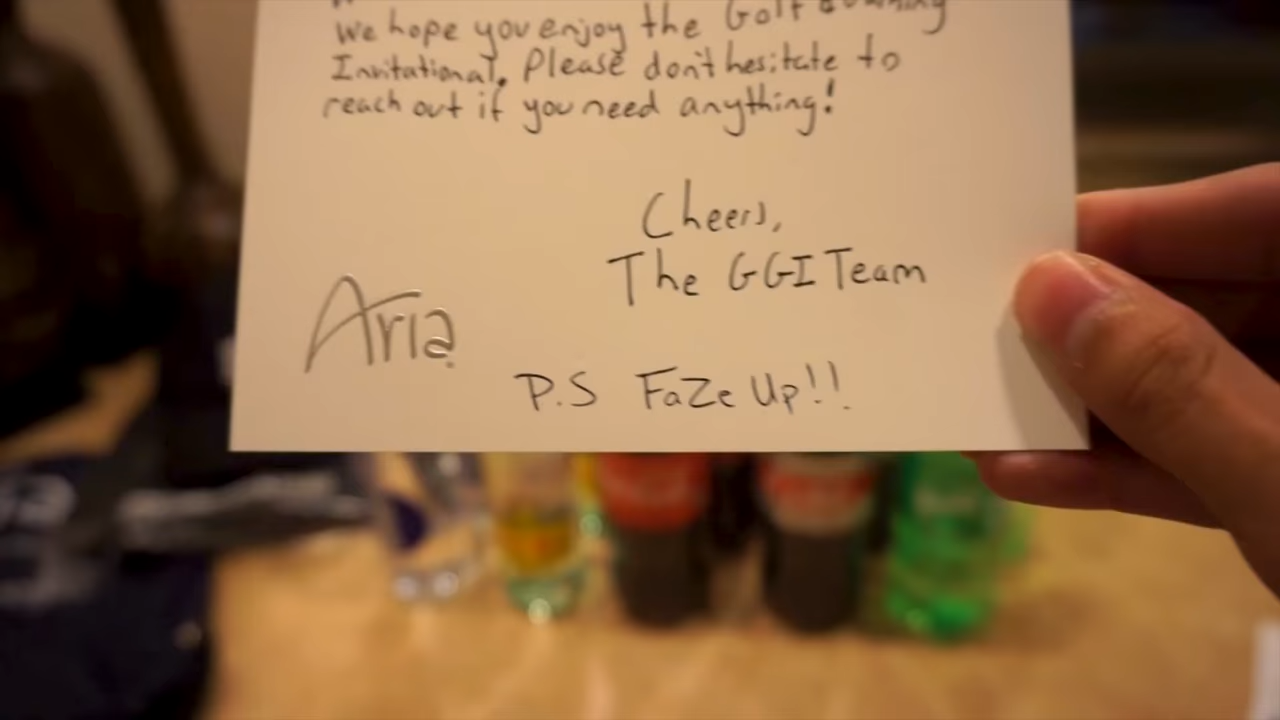 We hope you enjoy the Golf
Invitational. Please don't hesitate to
reach out if you need anything!
Cheers,
The GGI Team
Aria
P.S FaZe Up!!